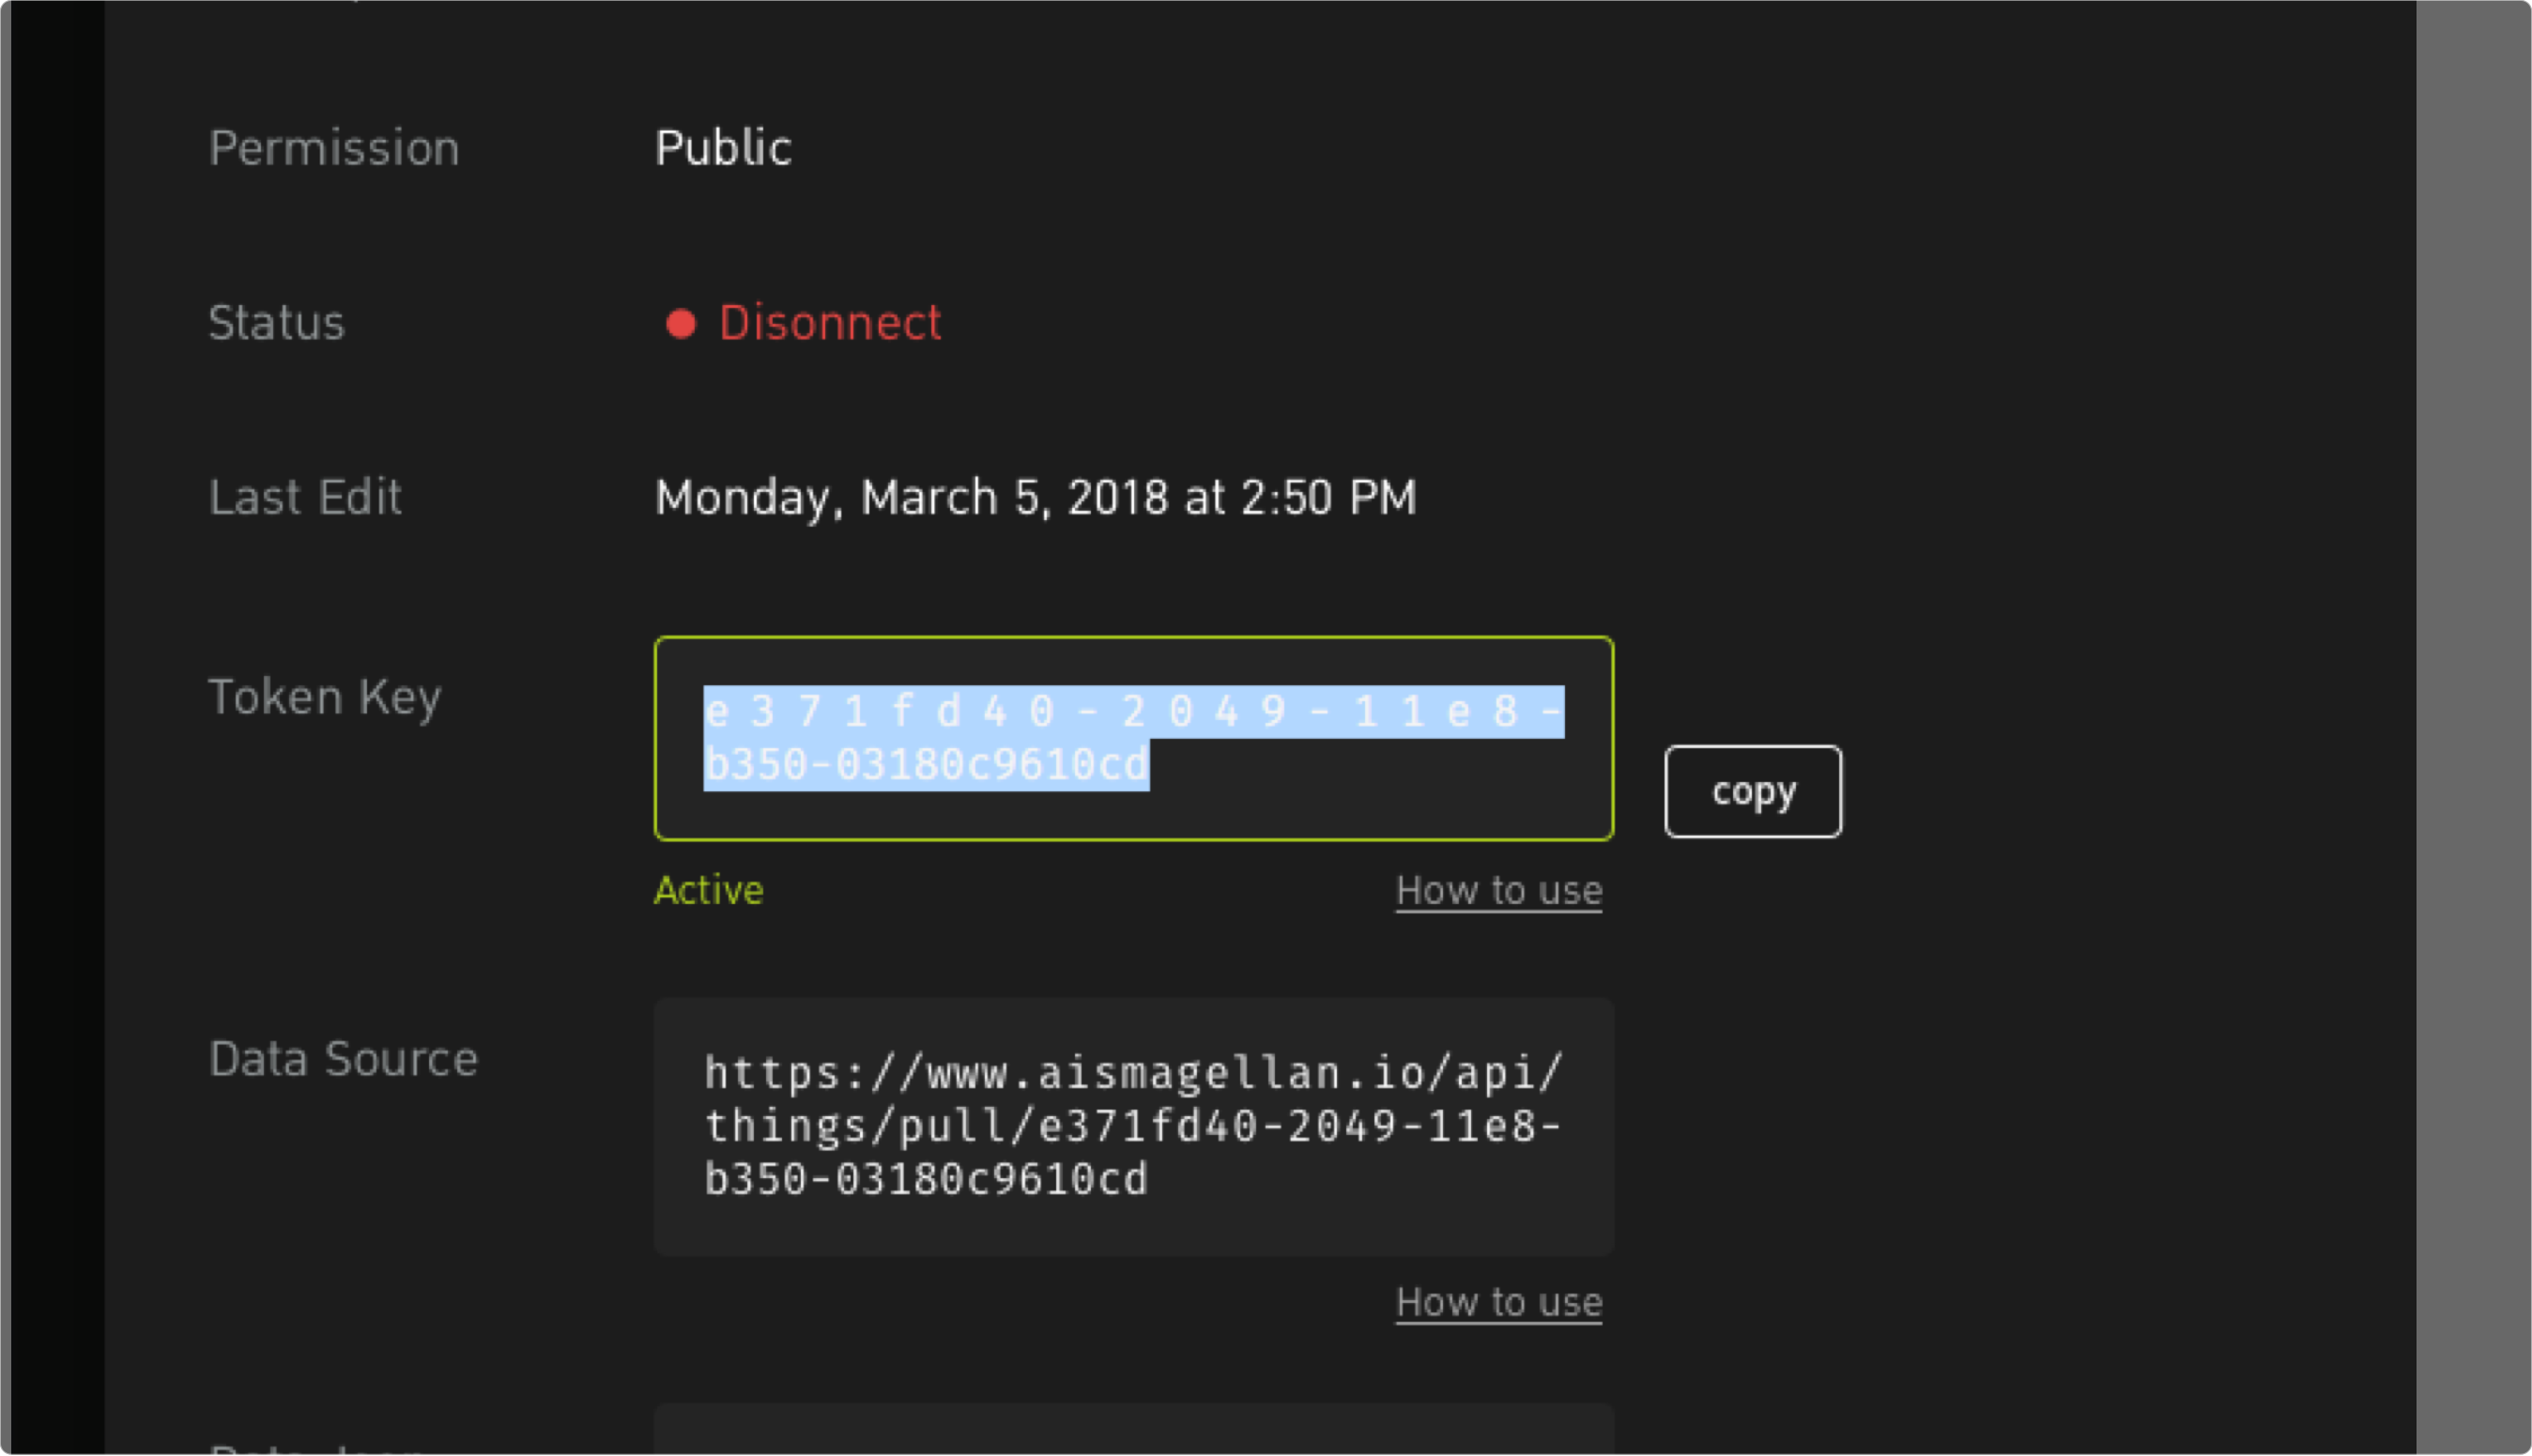 Permission Public
Status Disonnect
Last Edit Monday, March 5, 2018 at 2:50 PM
Token Key e371fd40-2049-11e8-
b350-03180c9610cd
copy
Active How to use
Data Source https://www.aismagellan.io/api/
things/pull/e371fd40-2049-11e8-
b350-03180c9610cd
How to use